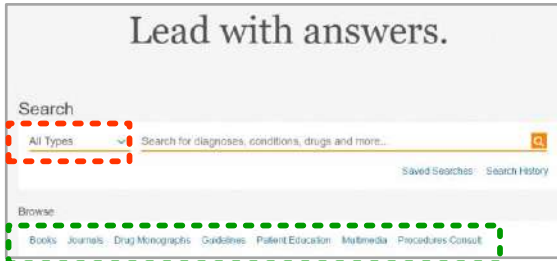 Lead with answers.
Search
All Types Search for diagnoses, conditions, drugs and more...
Saved Searches Search History
Browse
Books Journals Drug Monographs Guidelines Patient Education Multimedia Procedures Consult